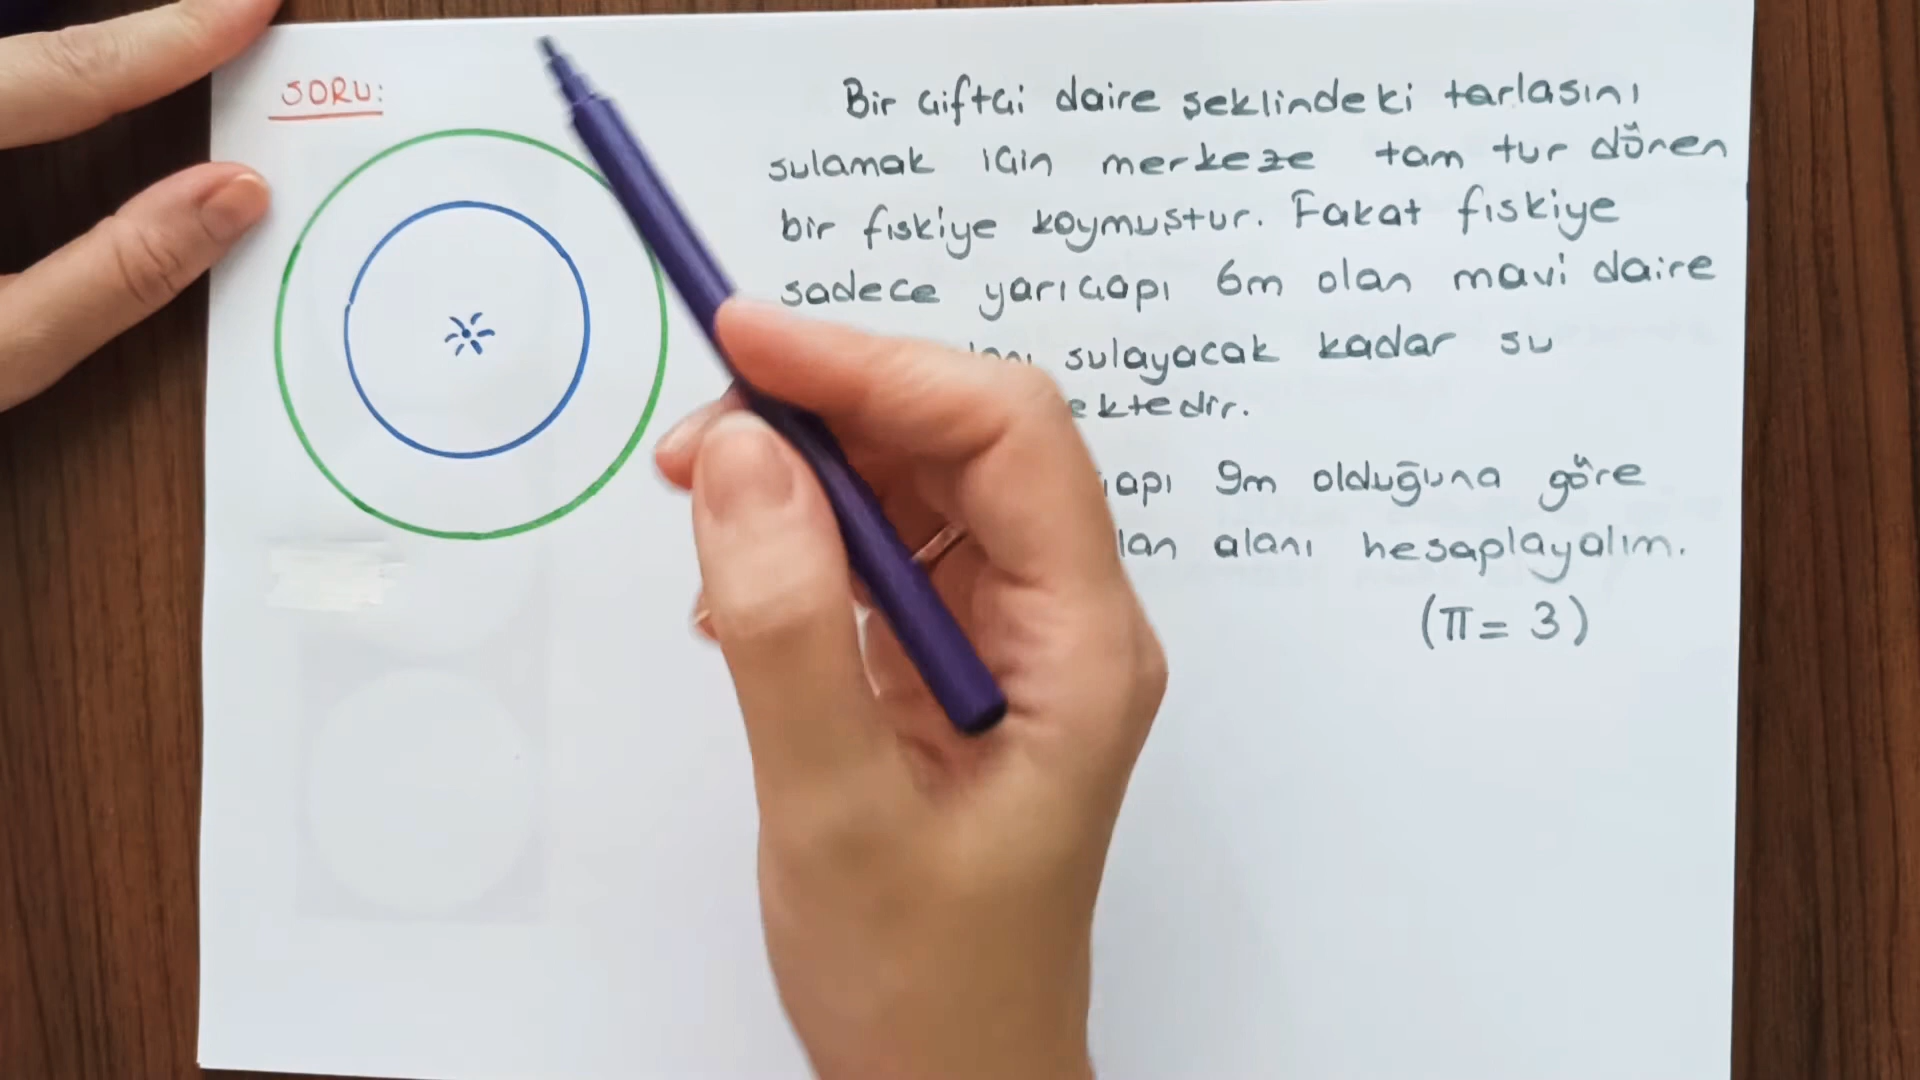 SORU:
Bir çiftçi daire şeklindeki tarlasını
sulamak için merkeze tam tur dönen
bir fıskiye koymuştur. Fakat fıskiye
sadece yarıçapı 6m olan mavi daire
sulayacak kadar su
9m olduğuna göre
alanı hesaplayalım.
(π = 3)